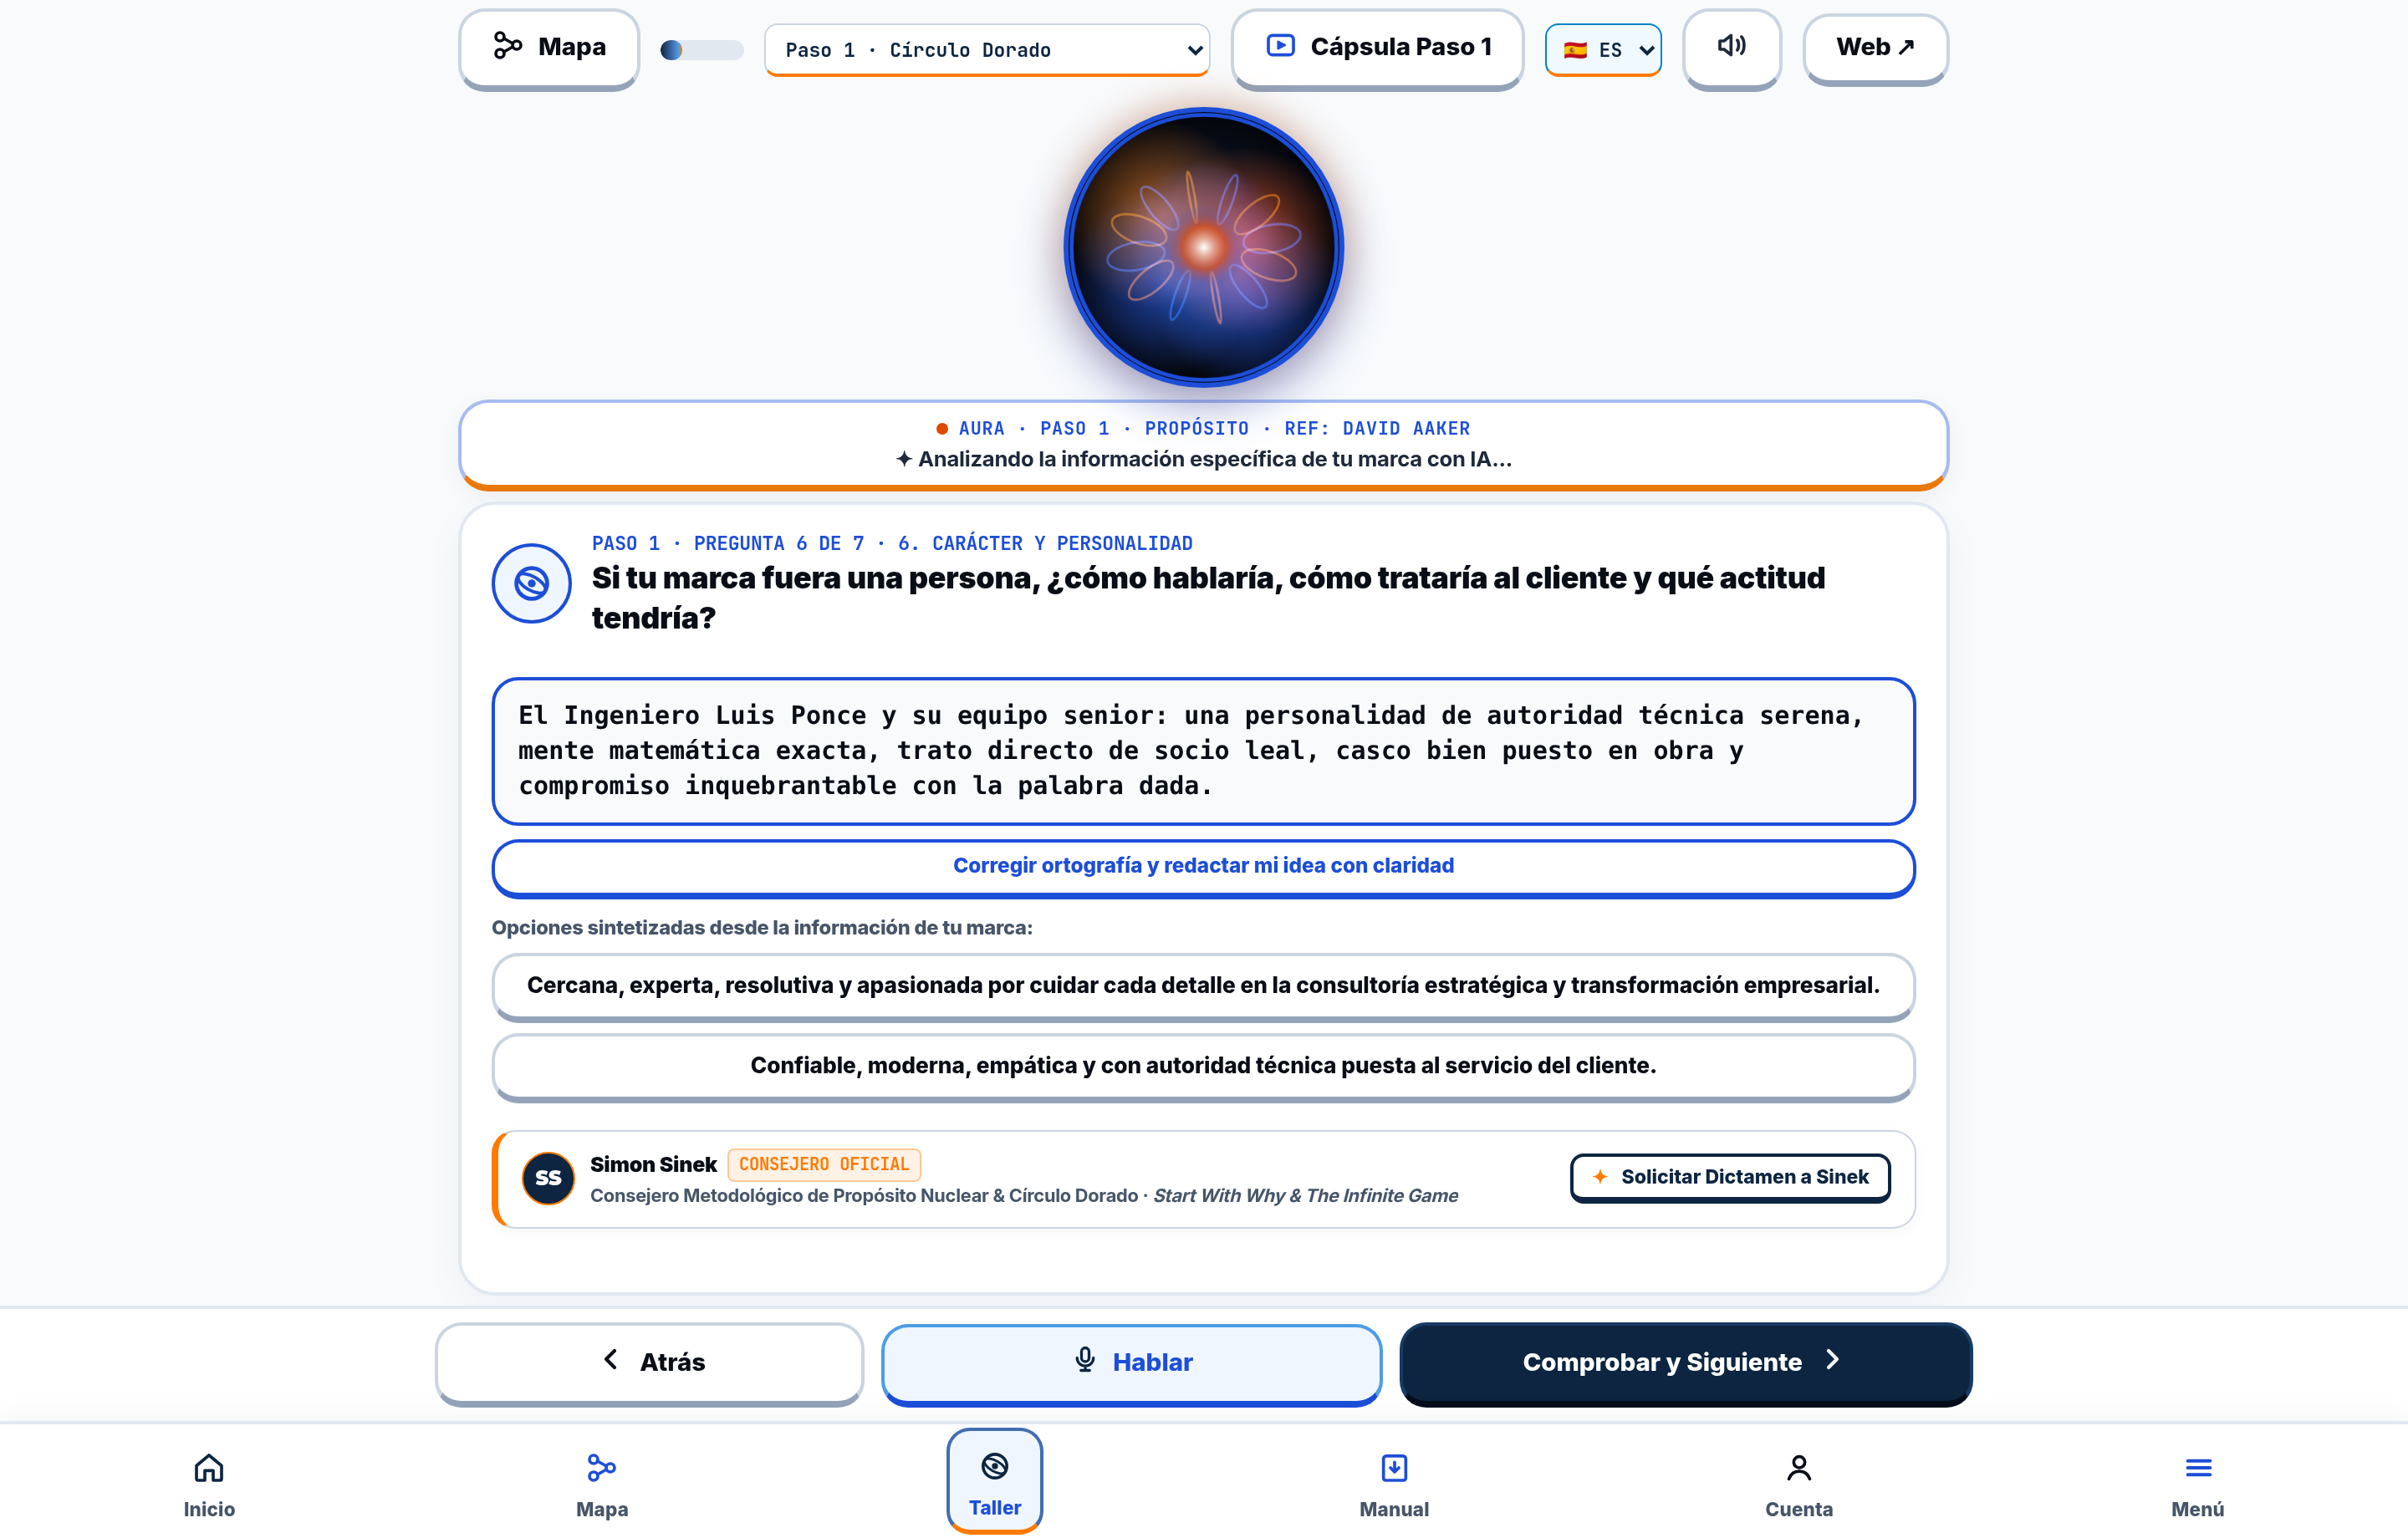 Mapa
Paso 1 · Círculo Dorado
Cápsula Paso 1
ES
Web ↗
AURA · PASO 1 · PROPÓSITO · REF: DAVID AAKER
✦ Analizando la información específica de tu marca con IA...
PASO 1 · PREGUNTA 6 DE 7 · 6. CARÁCTER Y PERSONALIDAD
Si tu marca fuera una persona, ¿cómo hablaría, cómo trataría al cliente y qué actitud
tendría?
El Ingeniero Luis Ponce y su equipo senior: una personalidad de autoridad técnica serena,
mente matemática exacta, trato directo de socio leal, casco bien puesto en obra y
compromiso inquebrantable con la palabra dada.
Corregir ortografía y redactar mi idea con claridad
Opciones sintetizadas desde la información de tu marca:
Cercana, experta, resolutiva y apasionada por cuidar cada detalle en la consultoría estratégica y transformación empresarial.
Confiable, moderna, empática y con autoridad técnica puesta al servicio del cliente.
SS
Simon Sinek CONSEJERO OFICIAL
Consejero Metodológico de Propósito Nuclear & Círculo Dorado · Start With Why & The Infinite Game
✦ Solicitar Dictamen a Sinek
Atrás
Hablar
Comprobar y Siguiente
Inicio
Mapa
Taller
Manual
Cuenta
Menú